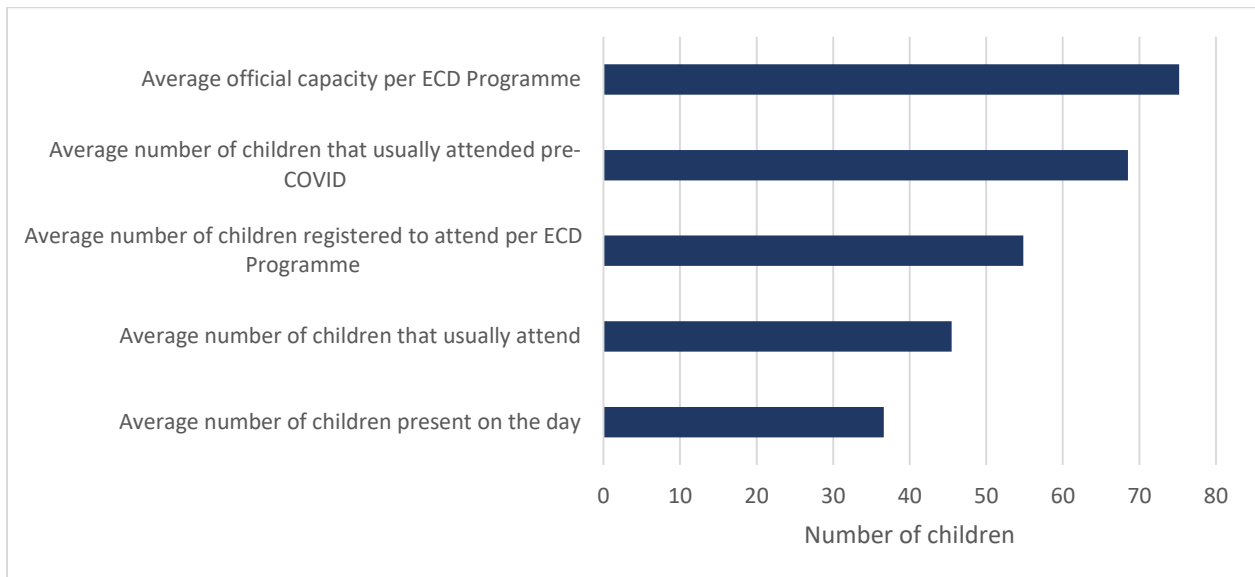 Average official capacity per ECD Programme
Average number of children that usually attended pre-
COVID
Average number of children registered to attend per ECD
Programme
Average number of children that usually attend
Average number of children present on the day
0 10 20 30 40 50 60 70 80
Number of children